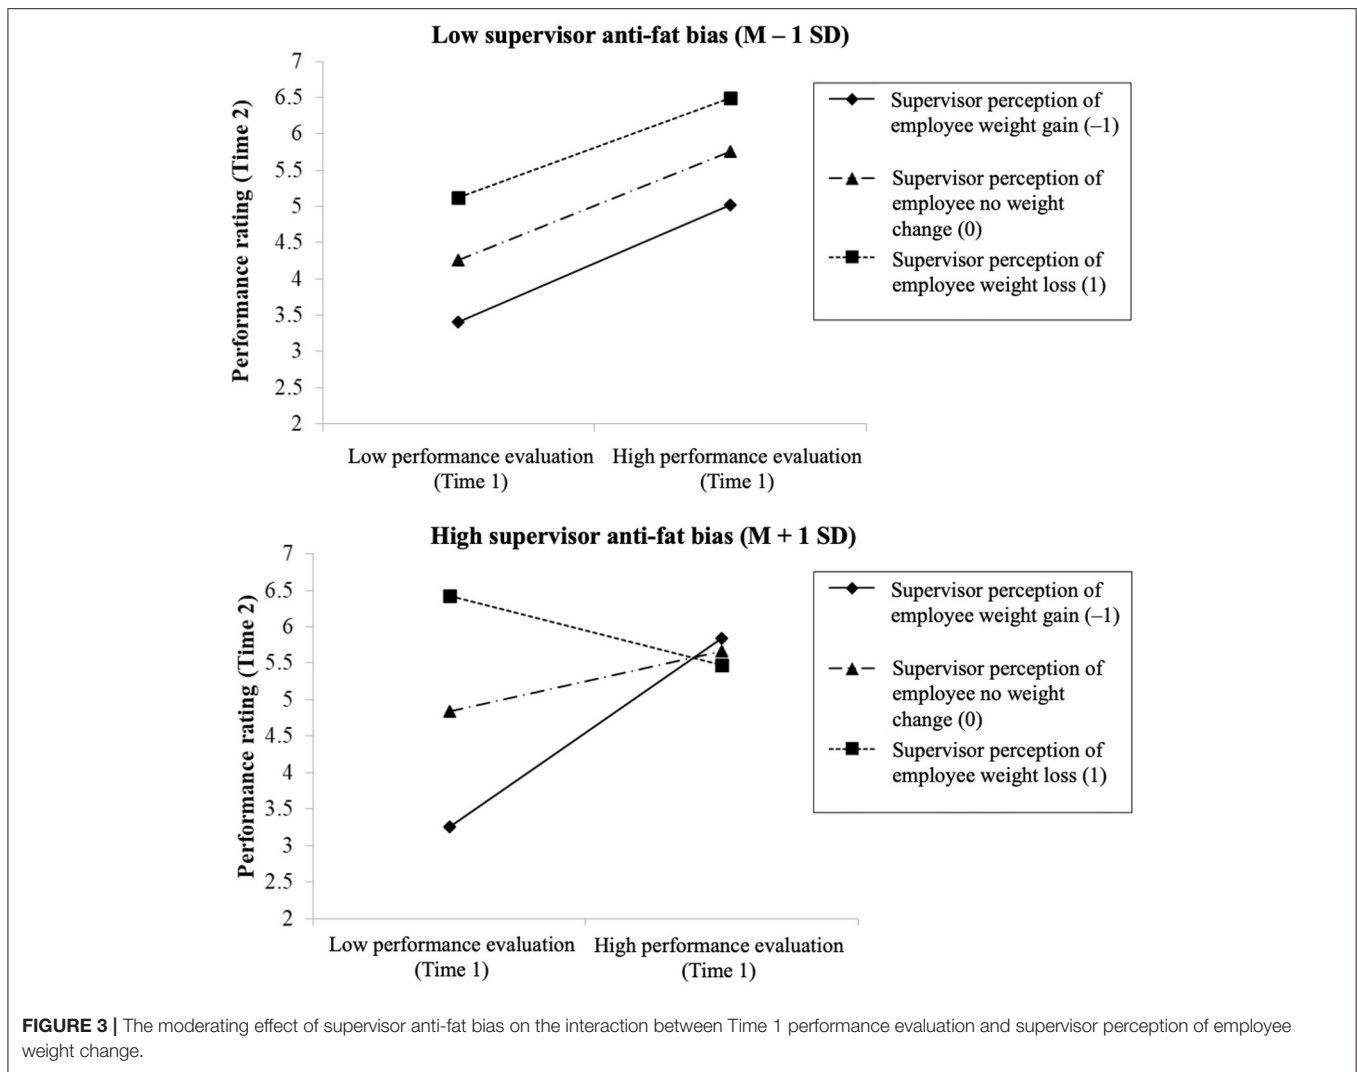 Low supervisor anti-fat bias (M – 1 SD)
Performance rating (Time 2)
7
6.5
6
5.5
5
4.5
4
3.5
3
2.5
2
Low performance evaluation
(Time 1)
High performance evaluation
(Time 1)
Supervisor perception of
employee weight gain (–1)
Supervisor perception of
employee no weight
change (0)
Supervisor perception of
employee weight loss (1)
High supervisor anti-fat bias (M + 1 SD)
Performance rating (Time 2)
7
6.5
6
5.5
5
4.5
4
3.5
3
2.5
2
Low performance evaluation
(Time 1)
High performance evaluation
(Time 1)
Supervisor perception of
employee weight gain (–1)
Supervisor perception of
employee no weight
change (0)
Supervisor perception of
employee weight loss (1)
FIGURE 3 | The moderating effect of supervisor anti-fat bias on the interaction between Time 1 performance evaluation and supervisor perception of employee
weight change.